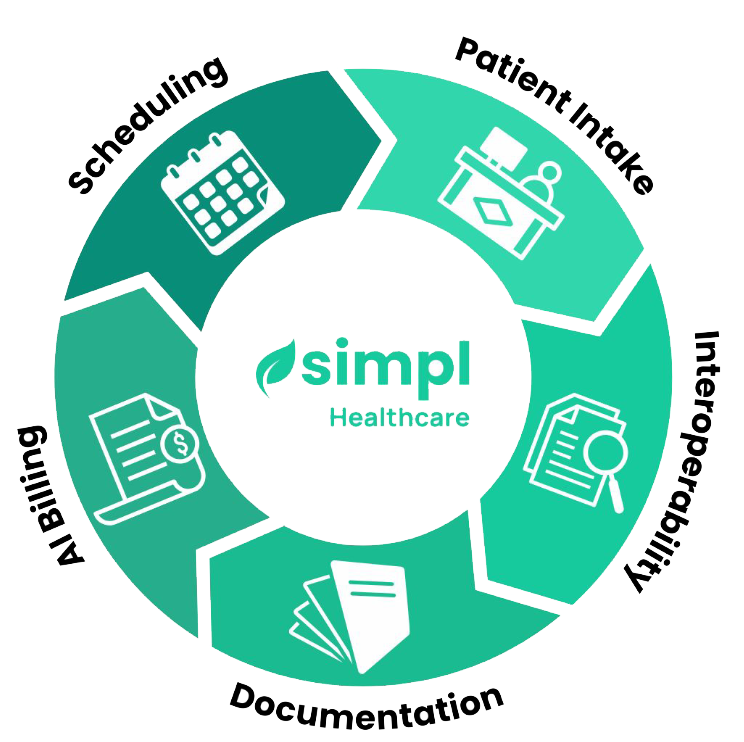 Scheduling
Patient Intake
Interoperability
Documentation
AI Billing
simpl
Healthcare
$